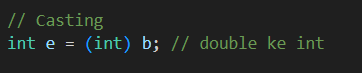 // Casting
int e = (int) b; // double ke int